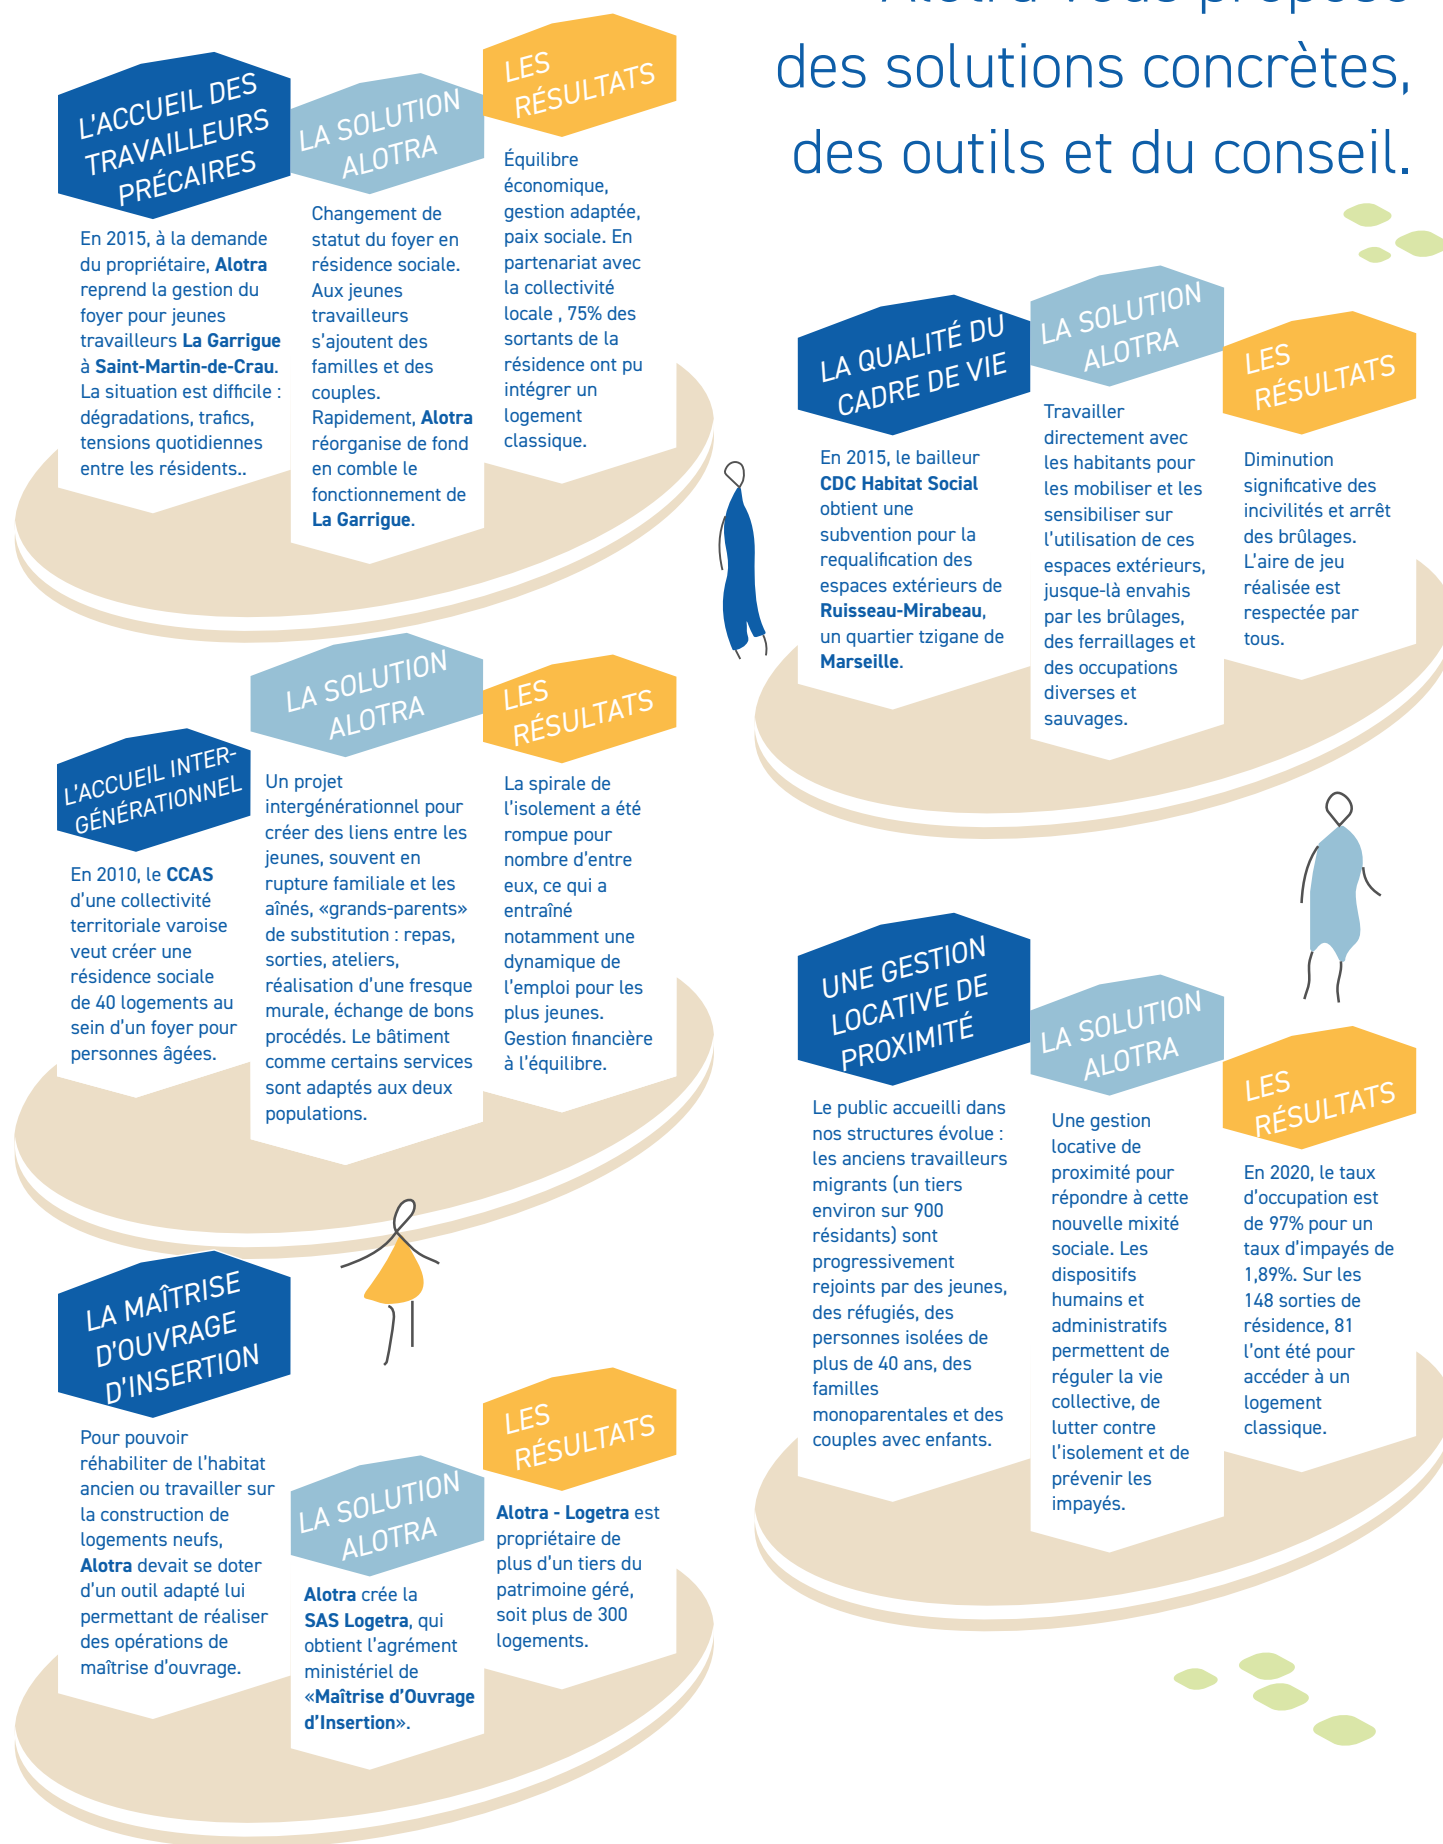 Alotra vous propose
des solutions concrètes,
des outils et du conseil.
L'ACCUEIL DES
TRAVAILLEURS
PRÉCAIRES
En 2015, à la demande
du propriétaire, Alotra
reprend la gestion du
foyer pour jeunes
travailleurs La Garrigue
à Saint-Martin-de-Crau.
La situation est difficile :
dégradations, trafics,
tensions quotidiennes
entre les résidents..
LA SOLUTION
ALOTRA
Changement de
statut du foyer en
résidence sociale.
Aux jeunes
travailleurs
s'ajoutent des
familles et des
couples.
Rapidement, Alotra
réorganise de fond
en comble le
fonctionnement de
La Garrigue.
LES
RÉSULTATS
Équilibre
économique,
gestion adaptée,
paix sociale. En
partenariat avec
la collectivité
locale , 75% des
sortants de la
résidence ont pu
intégrer un
logement
classique.
L'ACCUEIL INTER-
GÉNÉRATIONNEL
En 2010, le CCAS
d'une collectivité
territoriale varoise
veut créer une
résidence sociale
de 40 logements au
sein d'un foyer pour
personnes âgées.
LA SOLUTION
ALOTRA
Un projet
intergénérationnel pour
créer des liens entre les
jeunes, souvent en
rupture familiale et les
aînés, «grands-parents»
de substitution : repas,
sorties, ateliers,
réalisation d'une fresque
murale, échange de bons
procédés. Le bâtiment
comme certains services
sont adaptés aux deux
populations.
LES
RÉSULTATS
La spirale de
l'isolement a été
rompue pour
nombre d'entre
eux, ce qui a
entraîné
notamment une
dynamique de
l'emploi pour les
plus jeunes.
Gestion financière
à l'équilibre.
LA MAÎTRISE
D'OUVRAGE
D'INSERTION
Pour pouvoir
réhabiliter de l'habitat
ancien ou travailler sur
la construction de
logements neufs,
Alotra devait se doter
d'un outil adapté lui
permettant de réaliser
des opérations de
maîtrise d'ouvrage.
LA SOLUTION
ALOTRA
Alotra crée la
SAS Logetra, qui
obtient l'agrément
ministériel de
«Maîtrise d'Ouvrage
d'Insertion».
LES
RÉSULTATS
Alotra - Logetra est
propriétaire de
plus d'un tiers du
patrimoine géré,
soit plus de 300
logements.
LA QUALITÉ DU
CADRE DE VIE
En 2015, le bailleur
CDC Habitat Social
obtient une
subvention pour la
requalification des
espaces extérieurs de
Ruisseau-Mirabeau,
un quartier tzigane de
Marseille.
LA SOLUTION
ALOTRA
Travailler
directement avec
les habitants pour
les mobiliser et les
sensibiliser sur
l'utilisation de ces
espaces extérieurs,
jusque-là envahis
par les brûlages,
des ferraillages et
des occupations
diverses et
sauvages.
LES
RÉSULTATS
Diminution
significative des
incivilités et arrêt
des brûlages.
L'aire de jeu
réalisée est
respectée par
tous.
UNE GESTION
LOCATIVE DE
PROXIMITÉ
Le public accueilli dans
nos structures évolue :
les anciens travailleurs
migrants (un tiers
environ sur 900
résidants) sont
progressivement
rejoints par des jeunes,
des réfugiés, des
personnes isolées de
plus de 40 ans, des
familles
monoparentales et des
couples avec enfants.
LA SOLUTION
ALOTRA
Une gestion
locative de
proximité pour
répondre à cette
nouvelle mixité
sociale. Les
dispositifs
humains et
administratifs
permettent de
réguler la vie
collective, de
lutter contre
l'isolement et de
prévenir les
impayés.
LES
RÉSULTATS
En 2020, le taux
d'occupation est
de 97% pour un
taux d'impayés de
1,89%. Sur les
148 sorties de
résidence, 81
l'ont été pour
accéder à un
logement
classique.